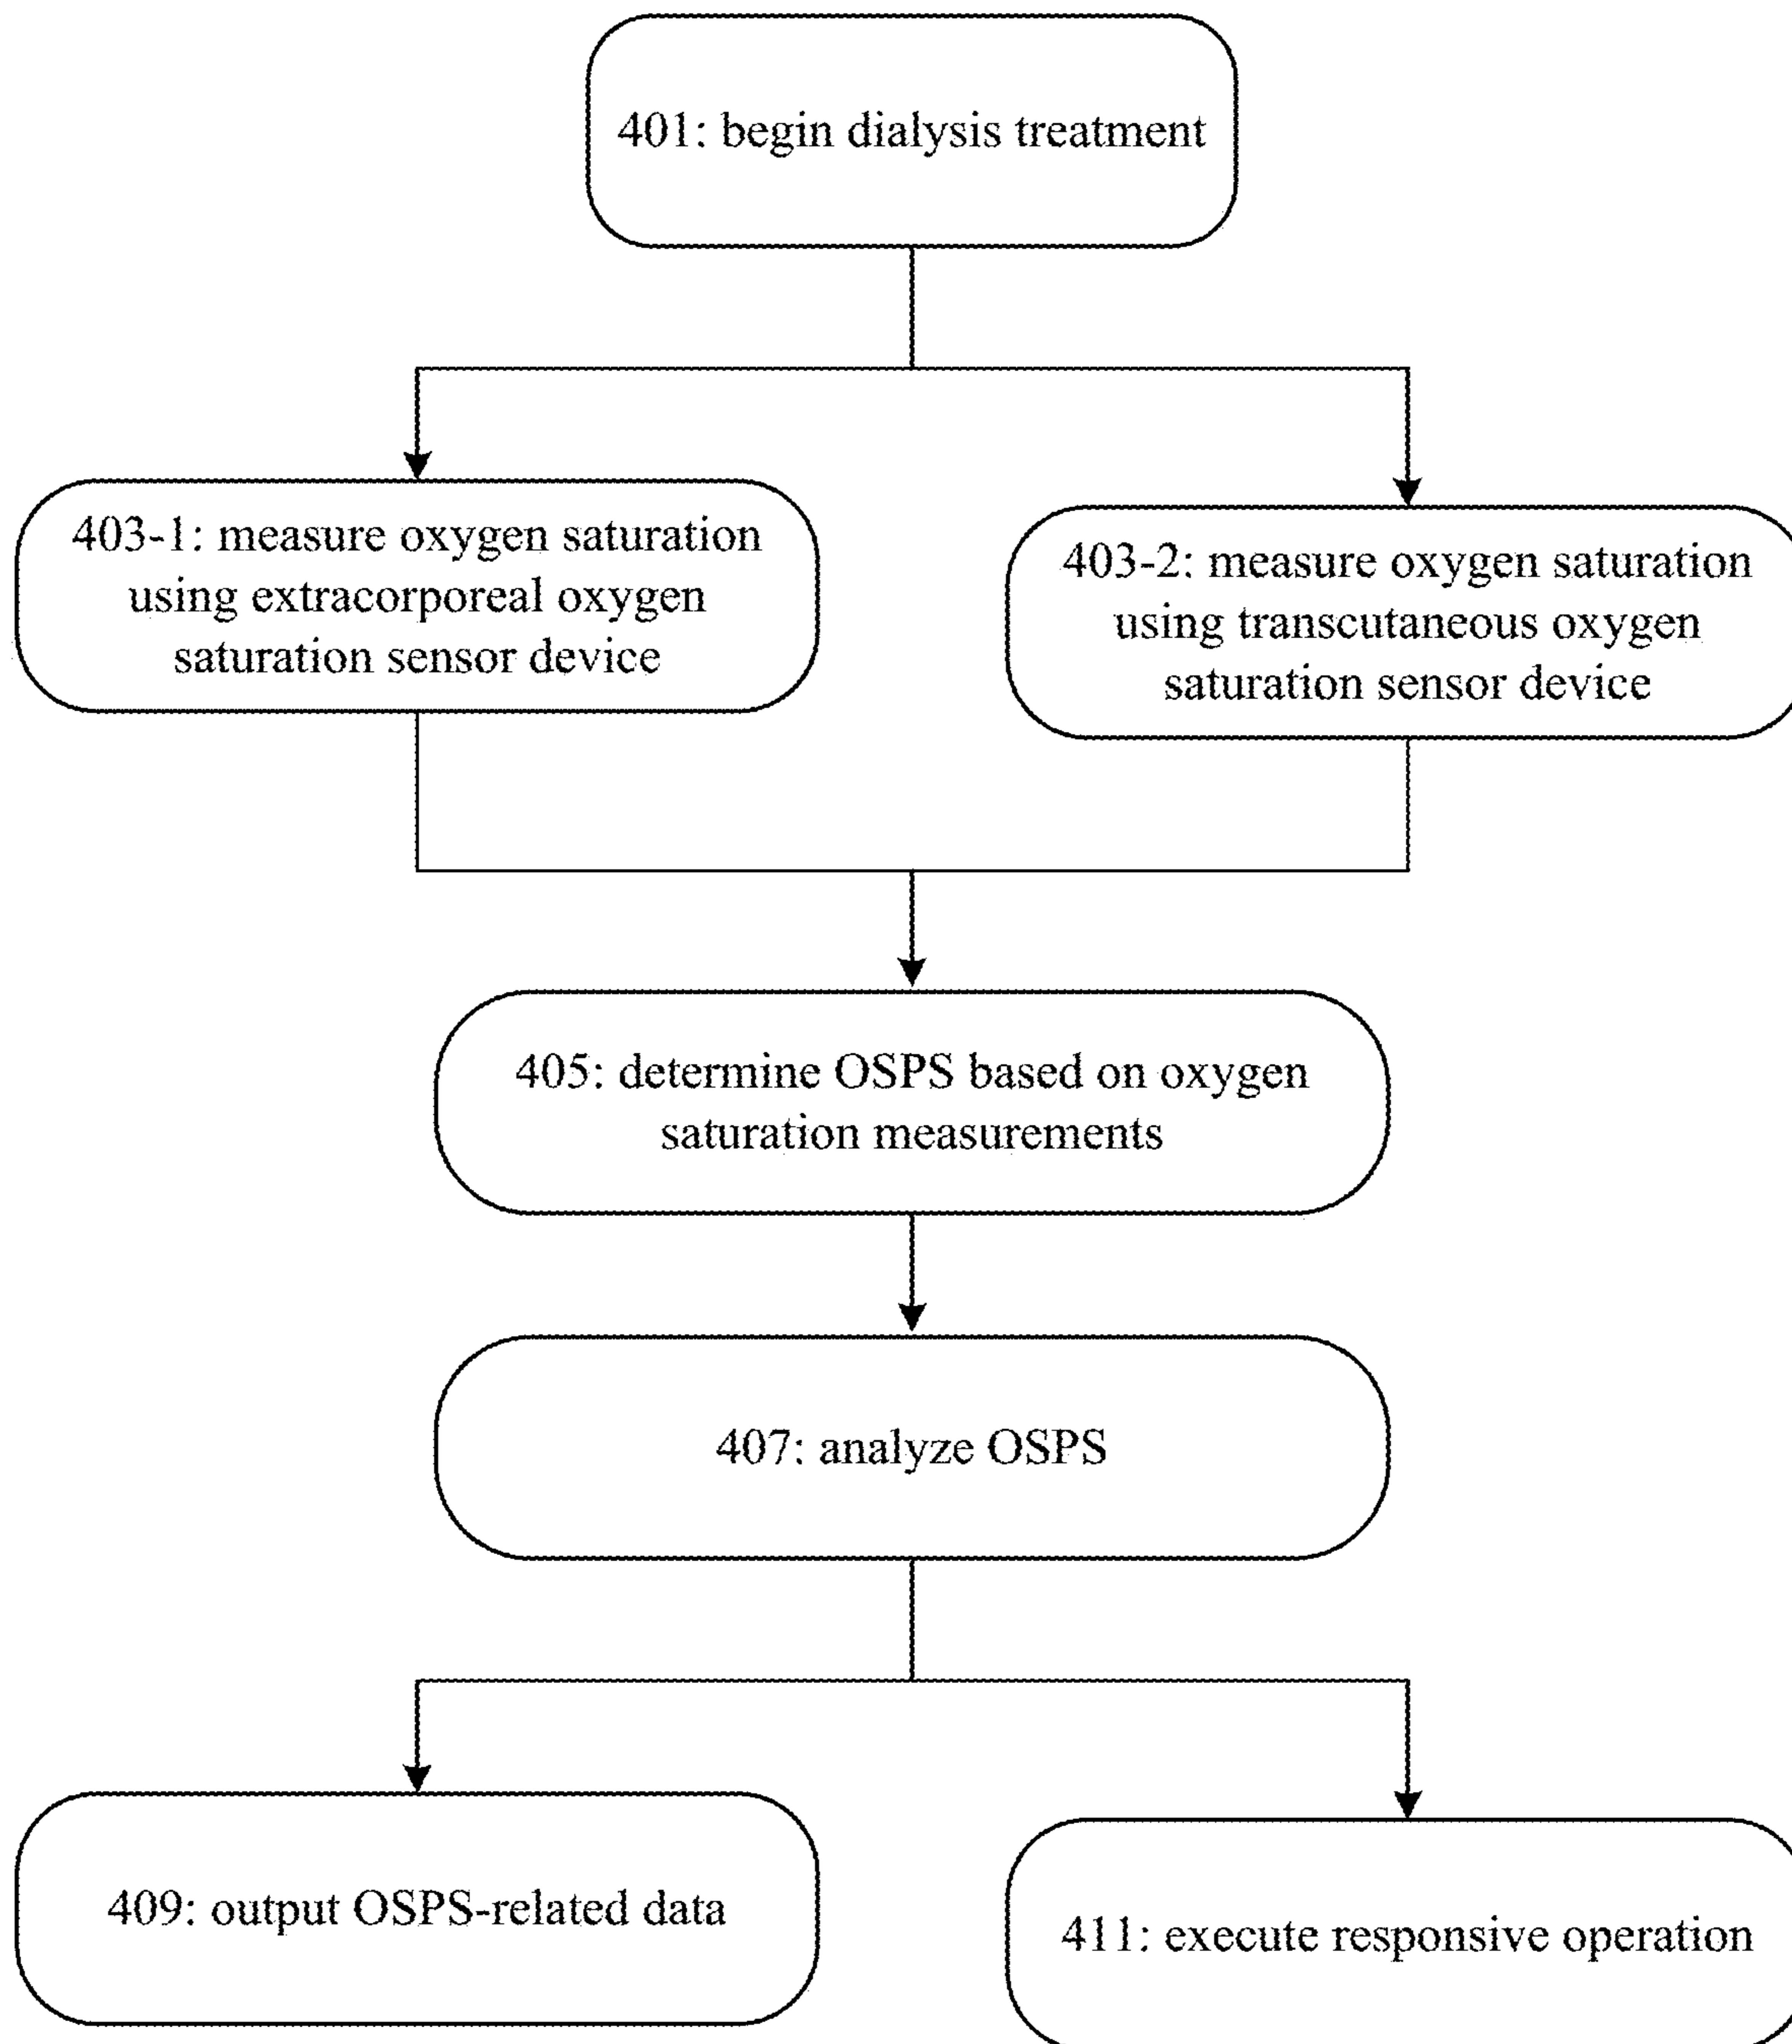 401: begin dialysis treatment
403-1: measure oxygen saturation
using extracorporeal oxygen
saturation sensor device
403-2: measure oxygen saturation
using transcutaneous oxygen
saturation sensor device
405: determine OSPS based on oxygen
saturation measurements
407: analyze OSPS
409: output OSPS-related data
411: execute responsive operation